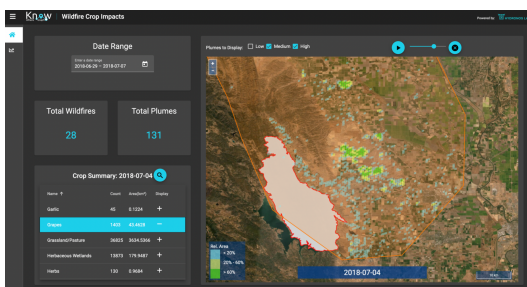 Know Wildfire Crop Impacts
Powered by
Date Range
Enter a date range
2018-06-29 – 2018-07-07
Plumes to Display: Low Medium High
Total Wildfires
28
Total Plumes
131
Crop Summary: 2018-07-04
Name ↑ Count Area(km²) Display
Garlic 45 0.1224 +
Grapes 1403 43.4628 −
Grassland/Pasture 36025 3634.5366 +
Herbaceous Wetlands 13873 179.9487 +
Herbs 130 0.9684 +
+
−
Rel. Area
< 20%
20% - 60%
> 60%
2018-07-04